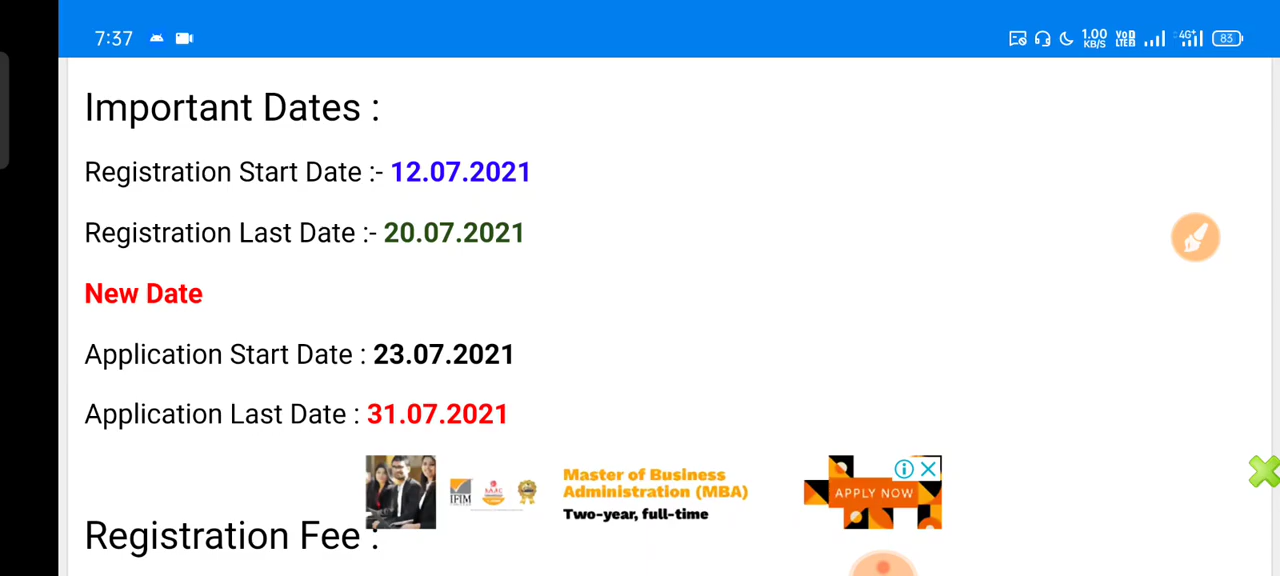 7:37
1.00 KB/S
4G+
83
Important Dates :
Registration Start Date :- 12.07.2021
Registration Last Date :- 20.07.2021
New Date
Application Start Date : 23.07.2021
Application Last Date : 31.07.2021
IFIM
Master of Business
Administration (MBA)
Two-year, full-time
APPLY NOW
Registration Fee :